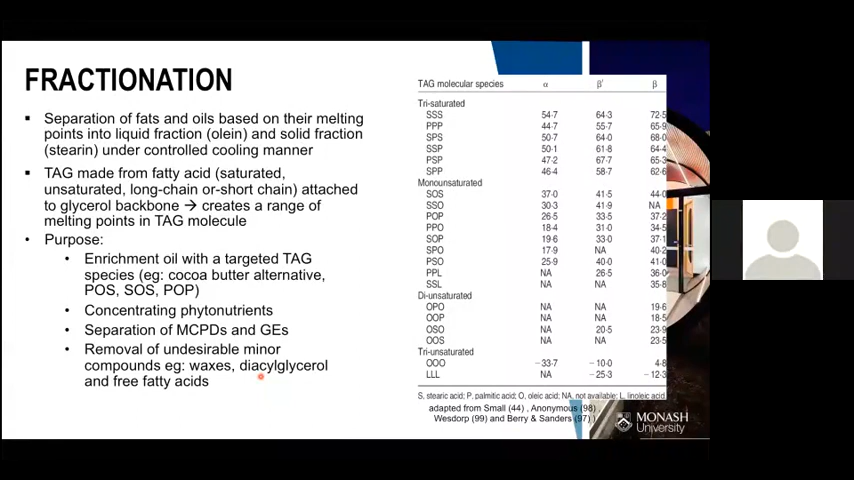 FRACTIONATION
▪ Separation of fats and oils based on their melting
points into liquid fraction (olein) and solid fraction
(stearin) under controlled cooling manner
▪ TAG made from fatty acid (saturated,
unsaturated, long-chain or-short chain) attached
to glycerol backbone → creates a range of
melting points in TAG molecule
• Purpose:
• Enrichment oil with a targeted TAG
species (eg: cocoa butter alternative,
POS, SOS, POP)
• Concentrating phytonutrients
• Separation of MCPDs and GEs
• Removal of undesirable minor
compounds eg: waxes, diacylglycerol
and free fatty acids
TAG molecular species α β′ β
Tri-saturated
SSS 54·7 64·3 72·5
PPP 44·7 55·7 65·9
SPS 50·7 64·0 68·0
SSP 50·1 61·8 64·4
PSP 47·2 67·7 65·3
SPP 46·4 58·7 62·6
Monounsaturated
SOS 37·0 41·5 44·0
SSO 30·3 41·9 NA
POP 26·5 33·5 37·2
PPO 18·4 31·0 34·5
SOP 19·6 33·0 37·1
SPO 17·9 NA 40·2
PSO 25·9 40·0 41·0
PPL NA 26·5 36·0
SSL NA NA 35·8
Di-unsaturated
OPO NA NA 19·6
OOP NA NA 18·5
OSO NA 20·5 23·9
OOS NA NA 23·5
Tri-unsaturated
OOO −33·7 −10·0 4·8
LLL NA −25·3 −12·3
S, stearic acid; P, palmitic acid; O, oleic acid; NA, not available; L, linoleic acid
adapted from Small (44) , Anonymous (98) ,
Wesdorp (99) and Berry & Sanders (97) )
MONASH
University